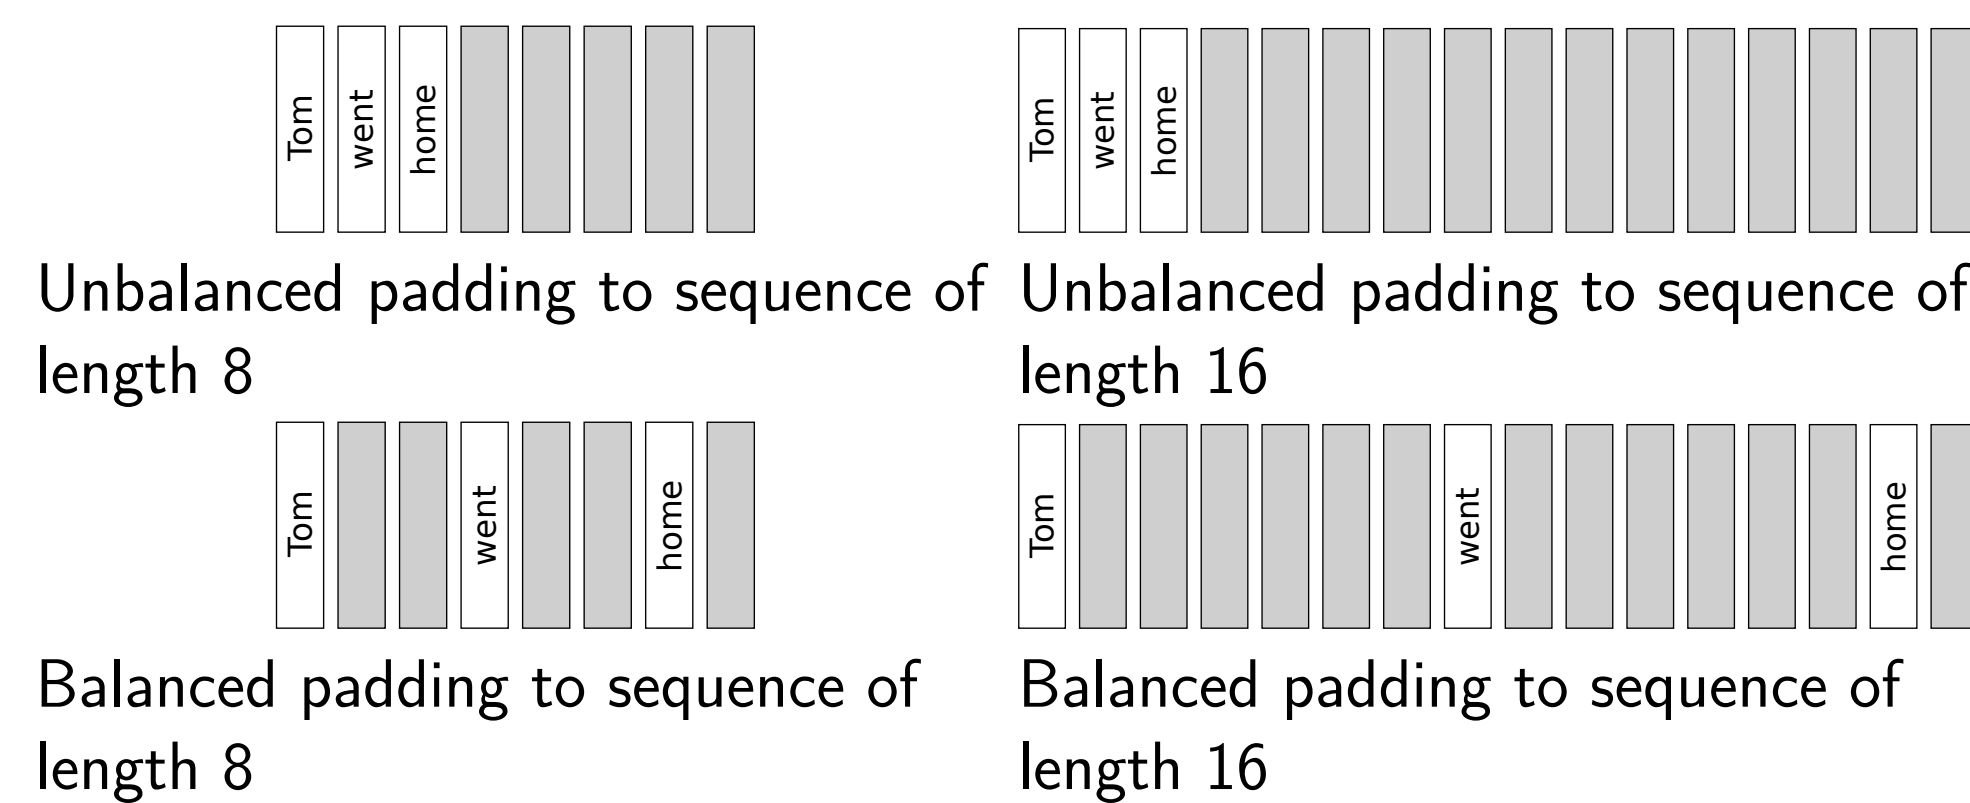 Tom went home
Tom went home
Unbalanced padding to sequence of
length 8
Unbalanced padding to sequence of
length 16
Tom went home
Tom went home
Balanced padding to sequence of
length 8
Balanced padding to sequence of
length 16